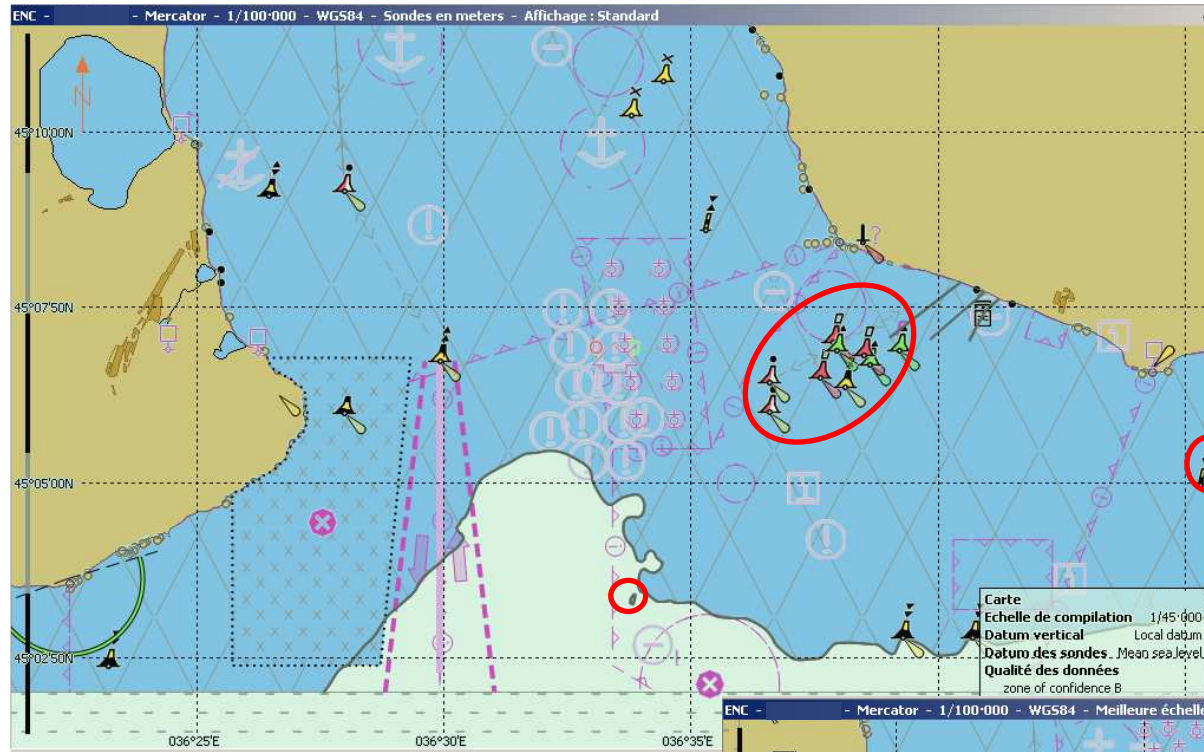 ENC - - Mercator - 1/100·000 - WGS84 - Sondes en meters - Affichage : Standard
N
45°10'00N
45°07'50N
45°05'00N
45°02'50N
Carte
Echelle de compilation 1/45·000
Datum vertical Local datum
Datum des sondes Mean sea level
Qualité des données
zone of confidence B
ENC - - Mercator - 1/100·000 - WGS84 - Meilleure échelle
036°25'E 036°30'E 036°35'E